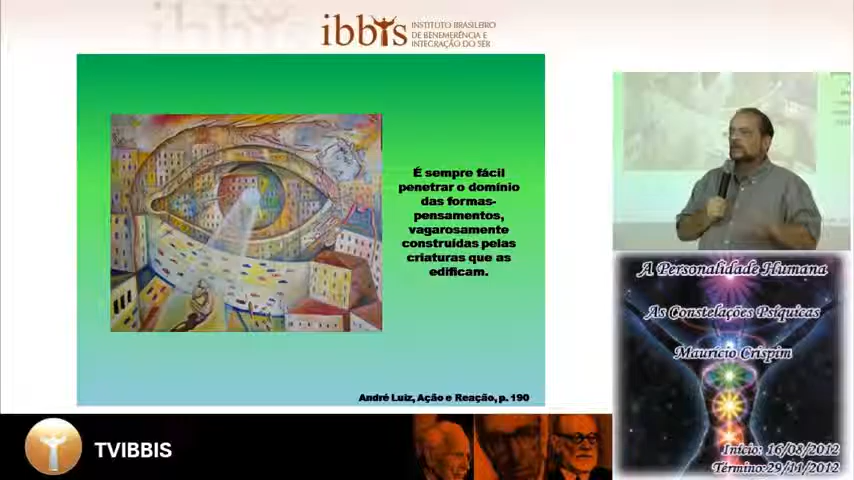 ibbis
INSTITUTO BRASILEIRO
DE BENEMERÊNCIA E
INTEGRAÇÃO DO SER
É sempre fácil
penetrar o domínio
das formas-
pensamentos,
vagarosamente
construídas pelas
criaturas que as
edificam.
André Luiz, Ação e Reação, p. 190
A Personalidade Humana
As Constelações Psíquicas
Maurício Crispim
Início: 16/08/2012
Término:29/11/2012
TVIBBIS